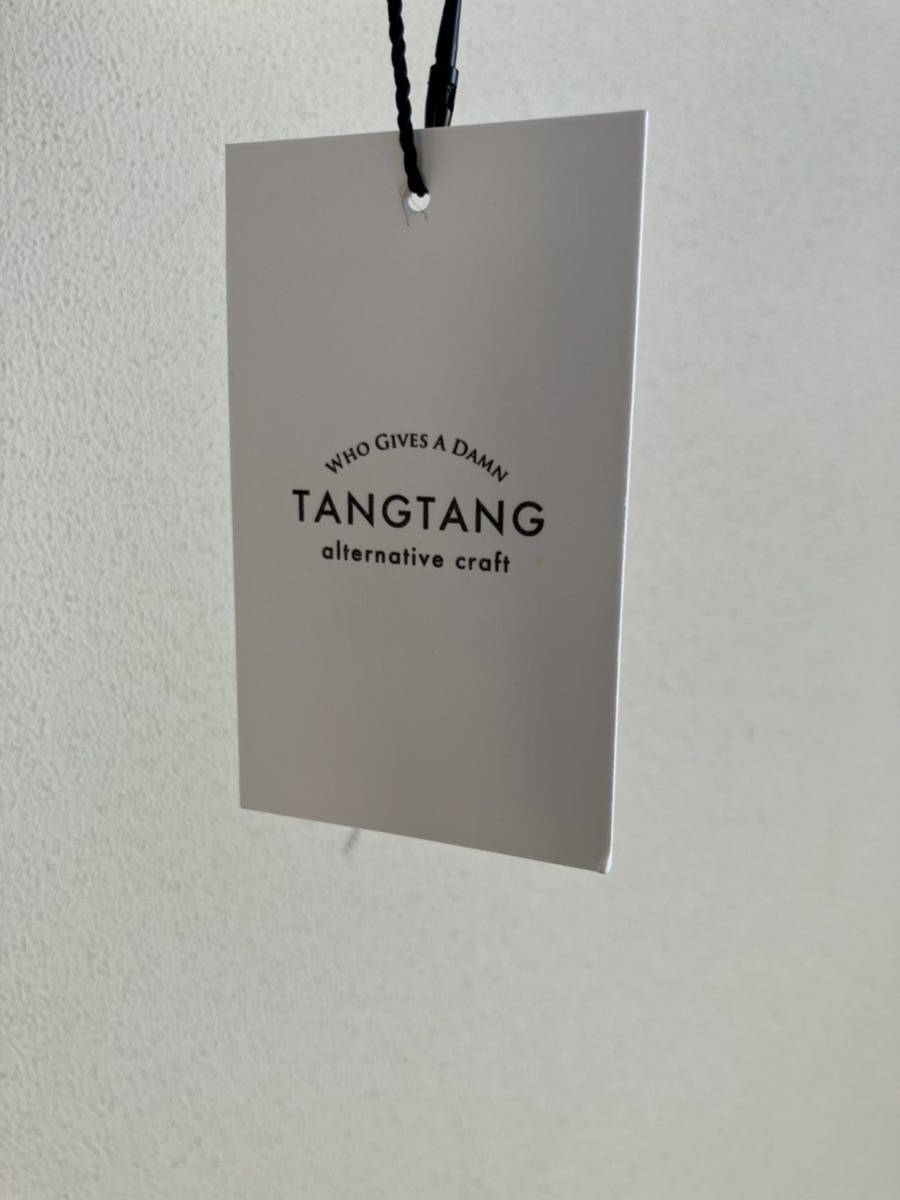 WHO GIVES A DAMN
TANGTANG
alternative craft